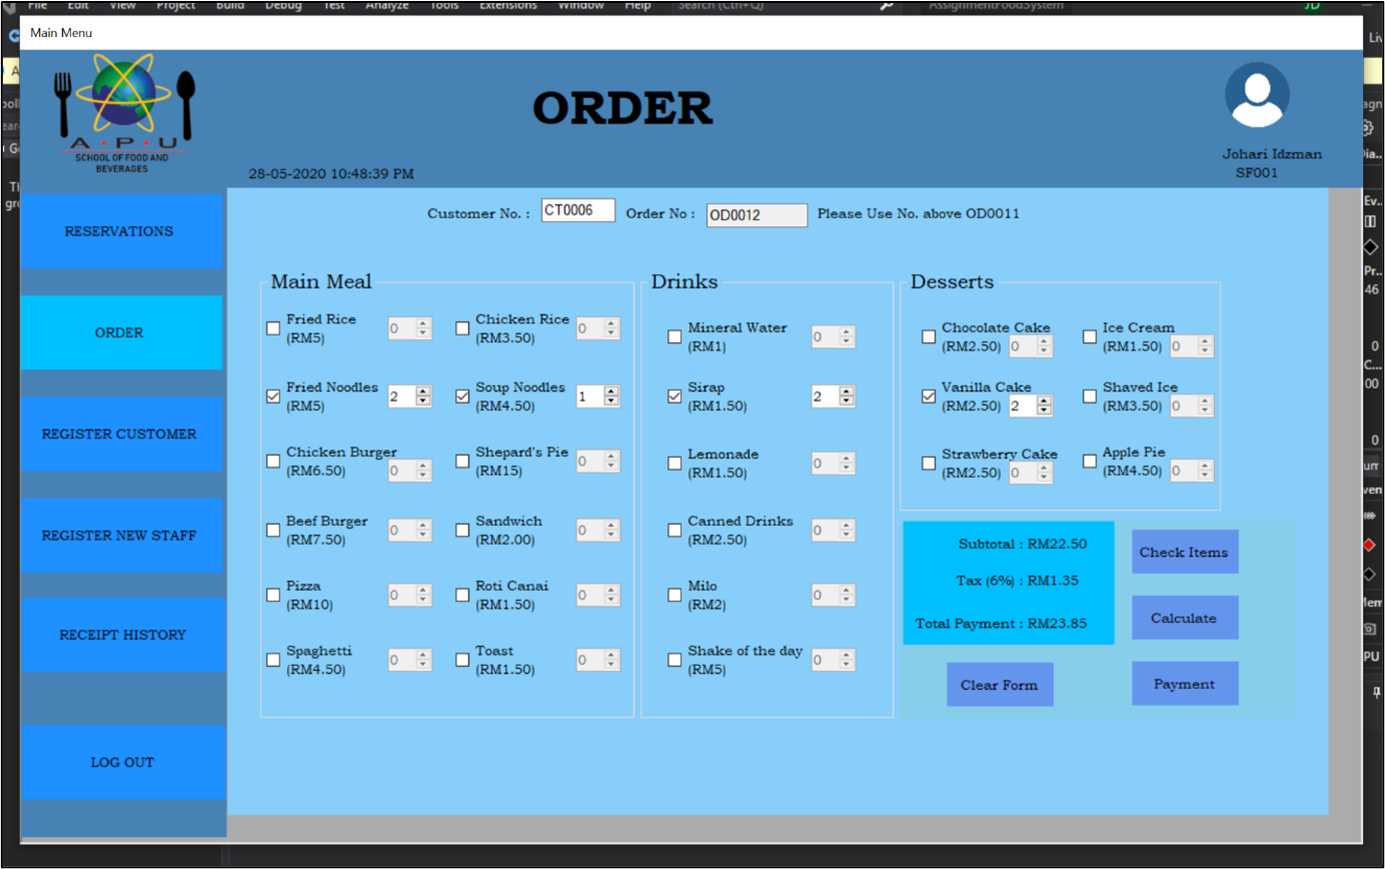 File Edit View Project Build Debug Test Analyze Tools Extensions Window Help Search (Ctrl+Q) AssignmentFoodSystem JD
Main Menu
A • P • U
SCHOOL OF FOOD AND
BEVERAGES
ORDER
Johari Idzman
SF001
28-05-2020 10:48:39 PM
RESERVATIONS
ORDER
REGISTER CUSTOMER
REGISTER NEW STAFF
RECEIPT HISTORY
LOG OUT
Customer No. : CT0006 Order No : OD0012 Please Use No. above OD0011
Main Meal
Fried Rice
(RM5) 0
Chicken Rice
(RM3.50) 0
Fried Noodles
(RM5) 2
Soup Noodles
(RM4.50) 1
Chicken Burger
(RM6.50) 0
Shepard's Pie
(RM15) 0
Beef Burger
(RM7.50) 0
Sandwich
(RM2.00) 0
Pizza
(RM10) 0
Roti Canai
(RM1.50) 0
Spaghetti
(RM4.50) 0
Toast
(RM1.50) 0
Drinks
Mineral Water
(RM1) 0
Sirap
(RM1.50) 2
Lemonade
(RM1.50) 0
Canned Drinks
(RM2.50) 0
Milo
(RM2) 0
Shake of the day
(RM5) 0
Desserts
Chocolate Cake
(RM2.50) 0
Ice Cream
(RM1.50) 0
Vanilla Cake
(RM2.50) 2
Shaved Ice
(RM3.50) 0
Strawberry Cake
(RM2.50) 0
Apple Pie
(RM4.50) 0
Subtotal : RM22.50
Tax (6%) : RM1.35
Total Payment : RM23.85
Check Items
Calculate
Clear Form
Payment